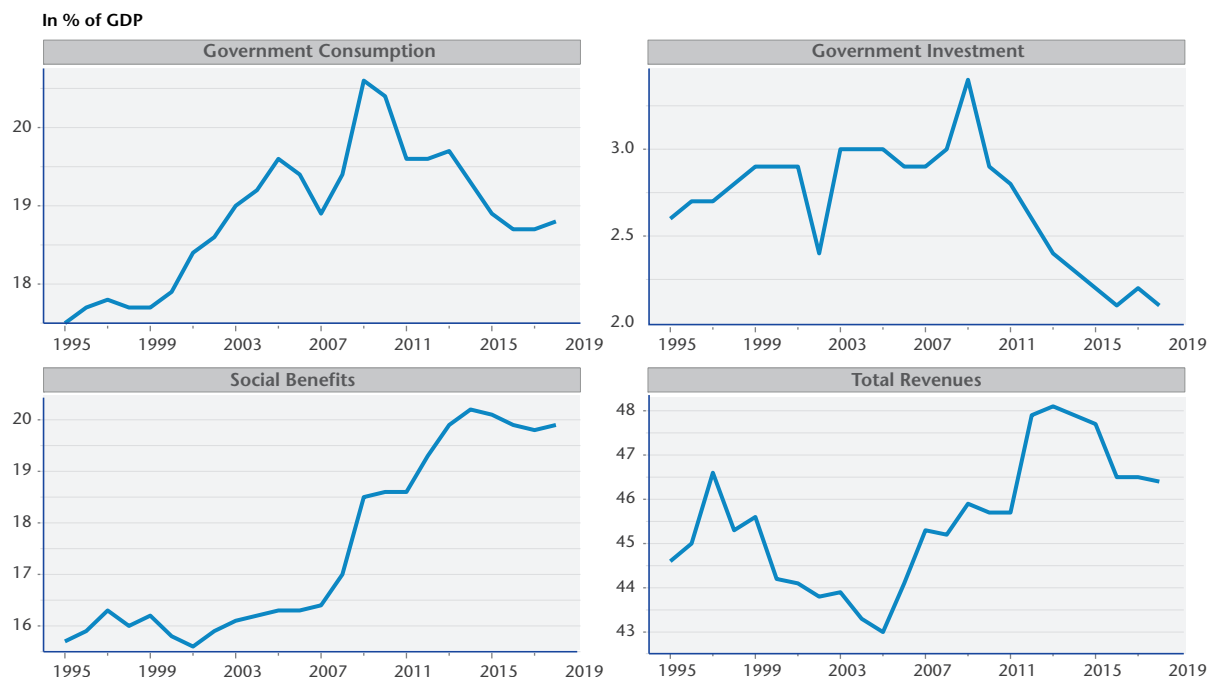 In % of GDP
Government Consumption
20
19
18
1995 1999 2003 2007 2011 2015 2019
Government Investment
3.0
2.5
2.0
1995 1999 2003 2007 2011 2015 2019
Social Benefits
20
19
18
17
16
1995 1999 2003 2007 2011 2015 2019
Total Revenues
48
47
46
45
44
43
1995 1999 2003 2007 2011 2015 2019